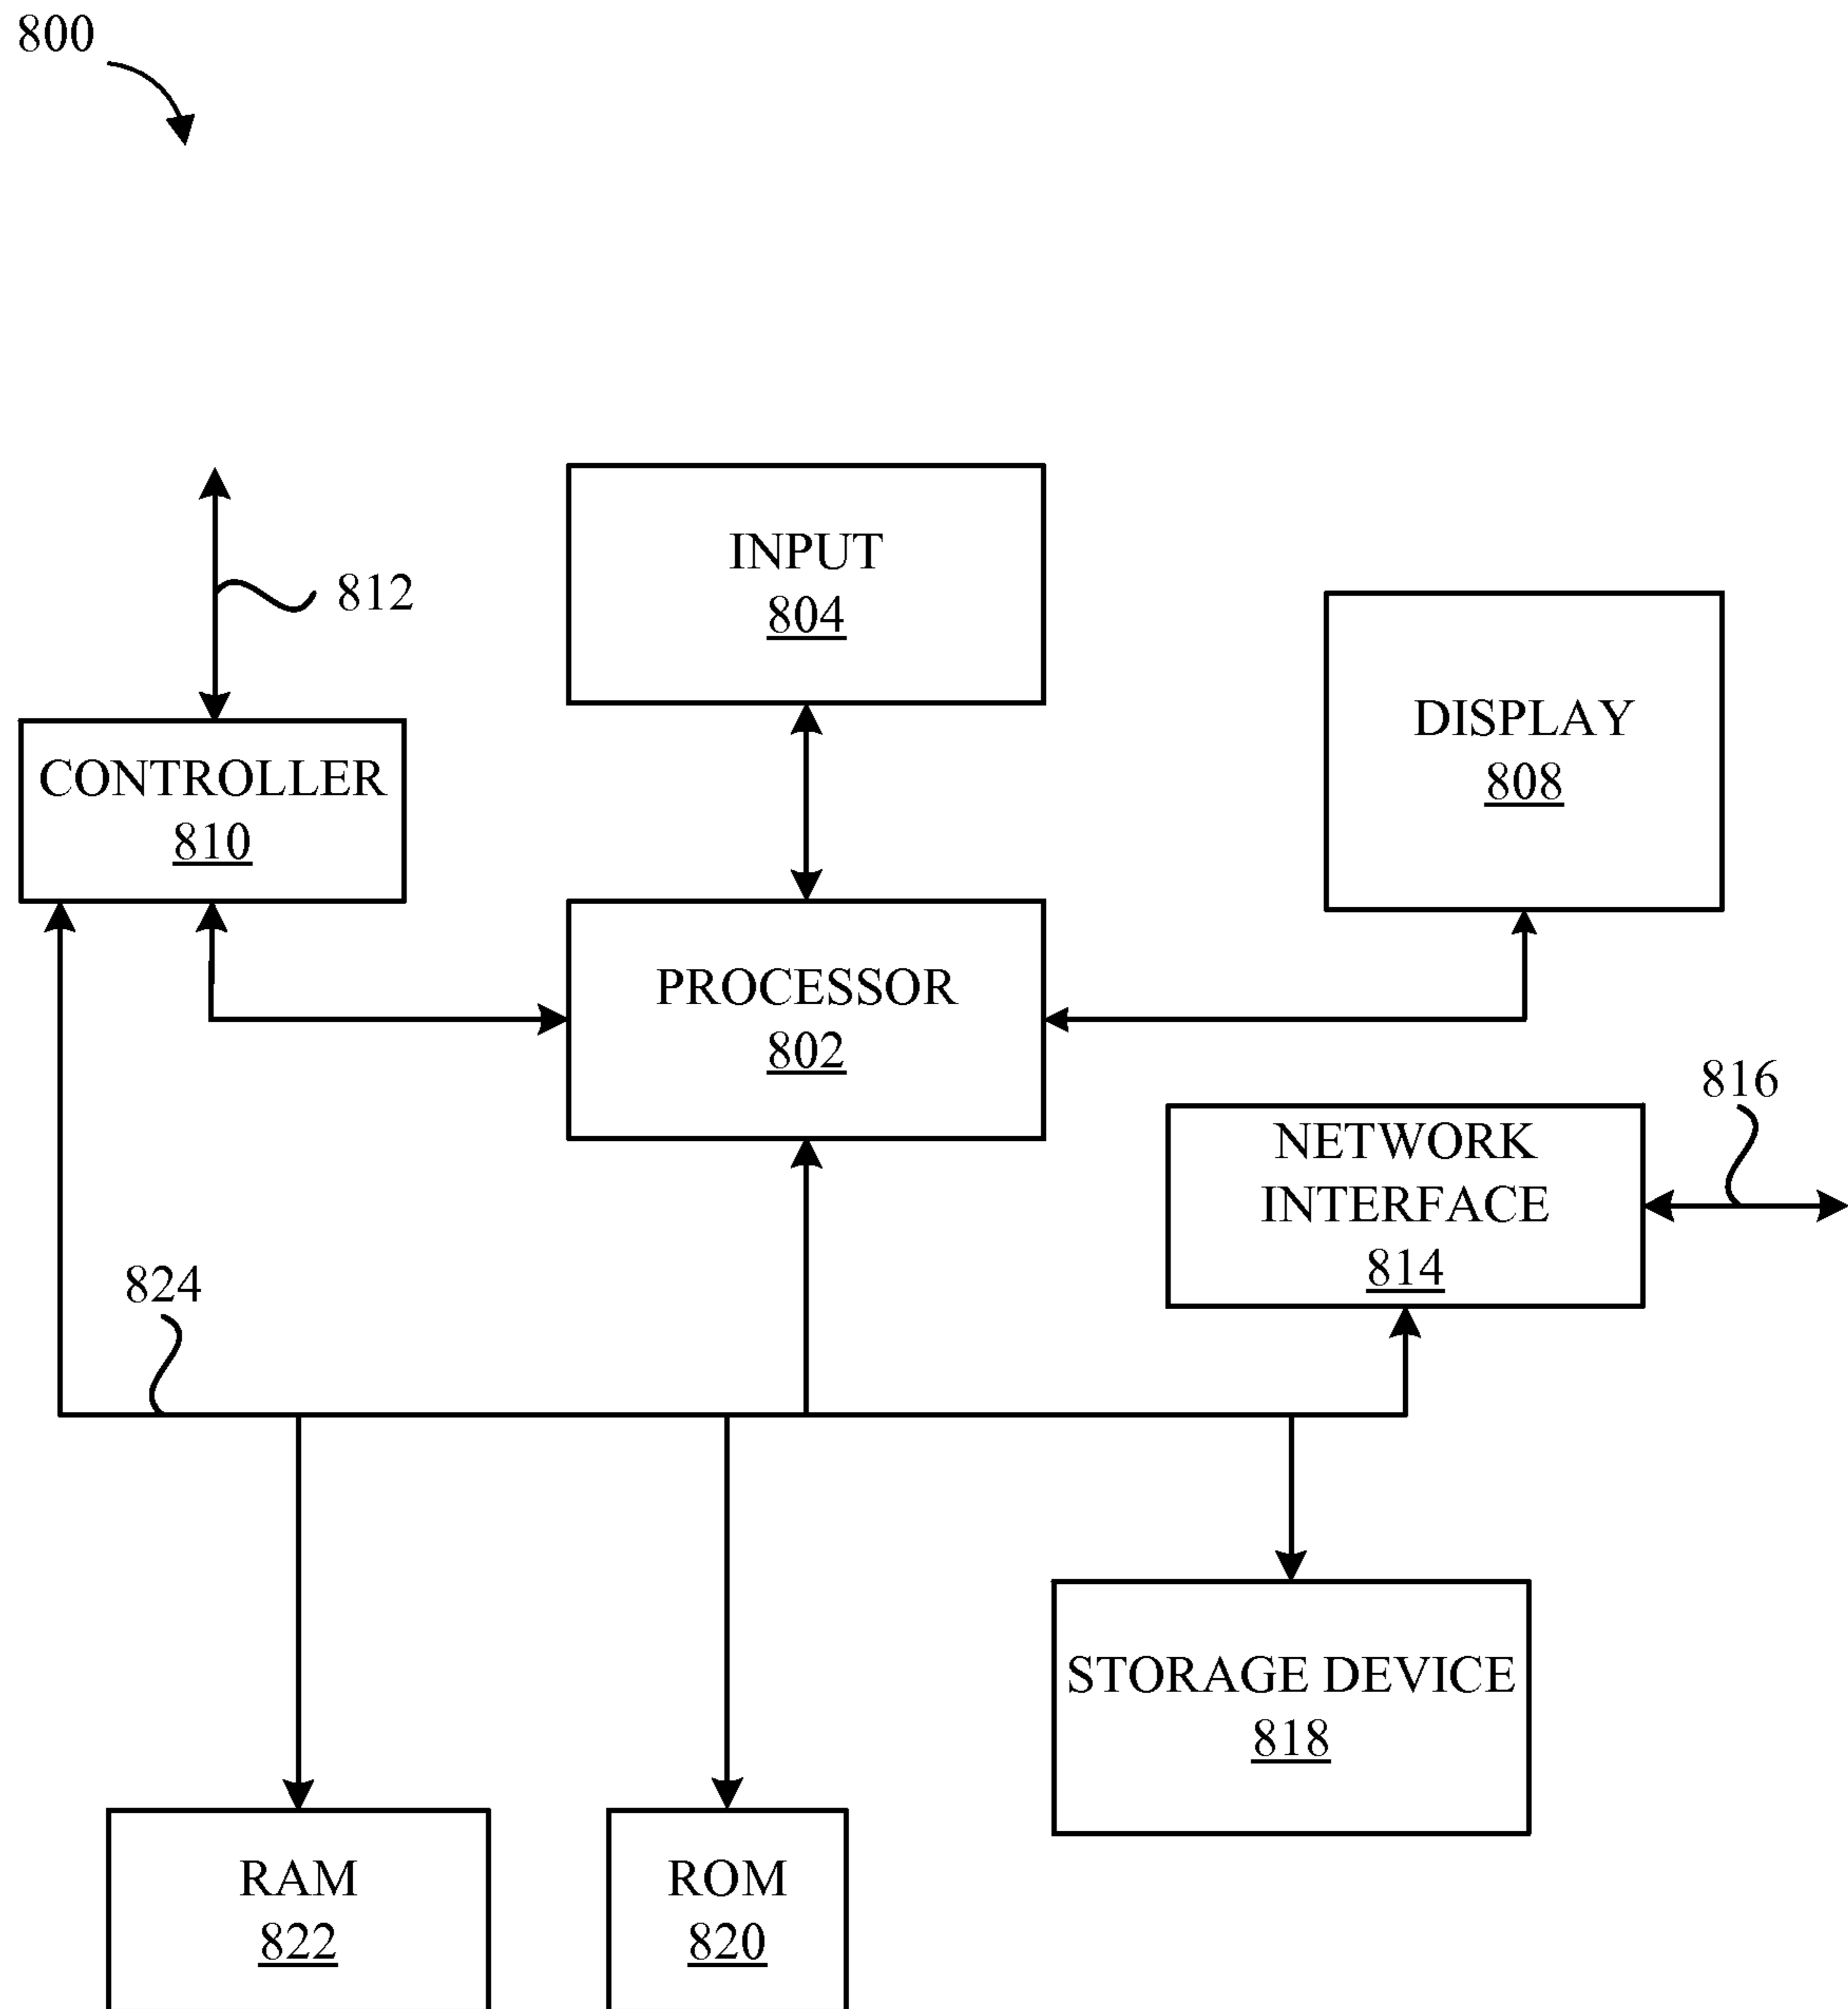 800
INPUT
804
812
DISPLAY
808
CONTROLLER
810
PROCESSOR
802
816
NETWORK
INTERFACE
814
824
STORAGE DEVICE
818
RAM
822
ROM
820